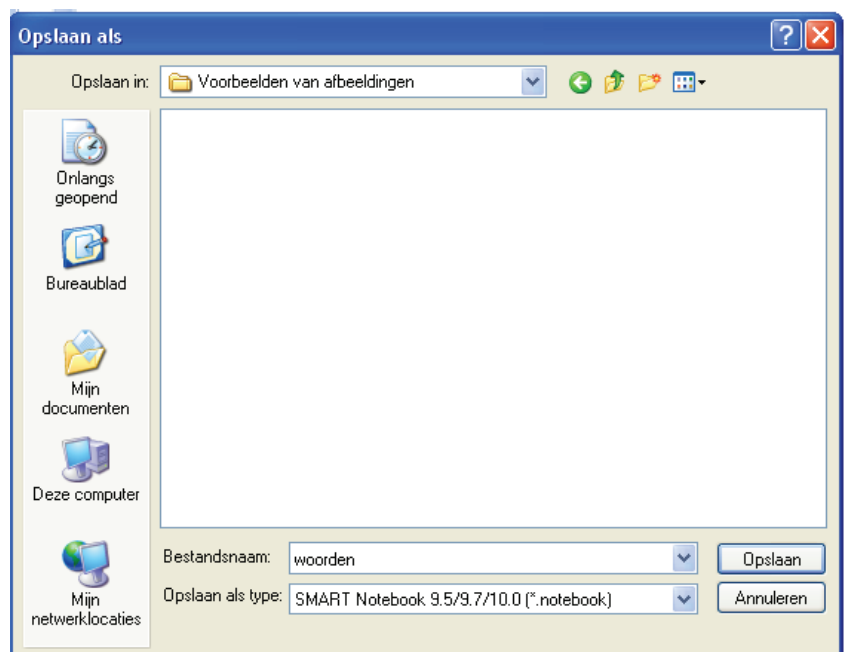 Opslaan als
Opslaan in: Voorbeelden van afbeeldingen
Onlangs
geopend
Bureaublad
Mijn
documenten
Deze computer
Mijn
netwerklocaties
Bestandsnaam: woorden Opslaan
Opslaan als type: SMART Notebook 9.5/9.7/10.0 (*.notebook) Annuleren